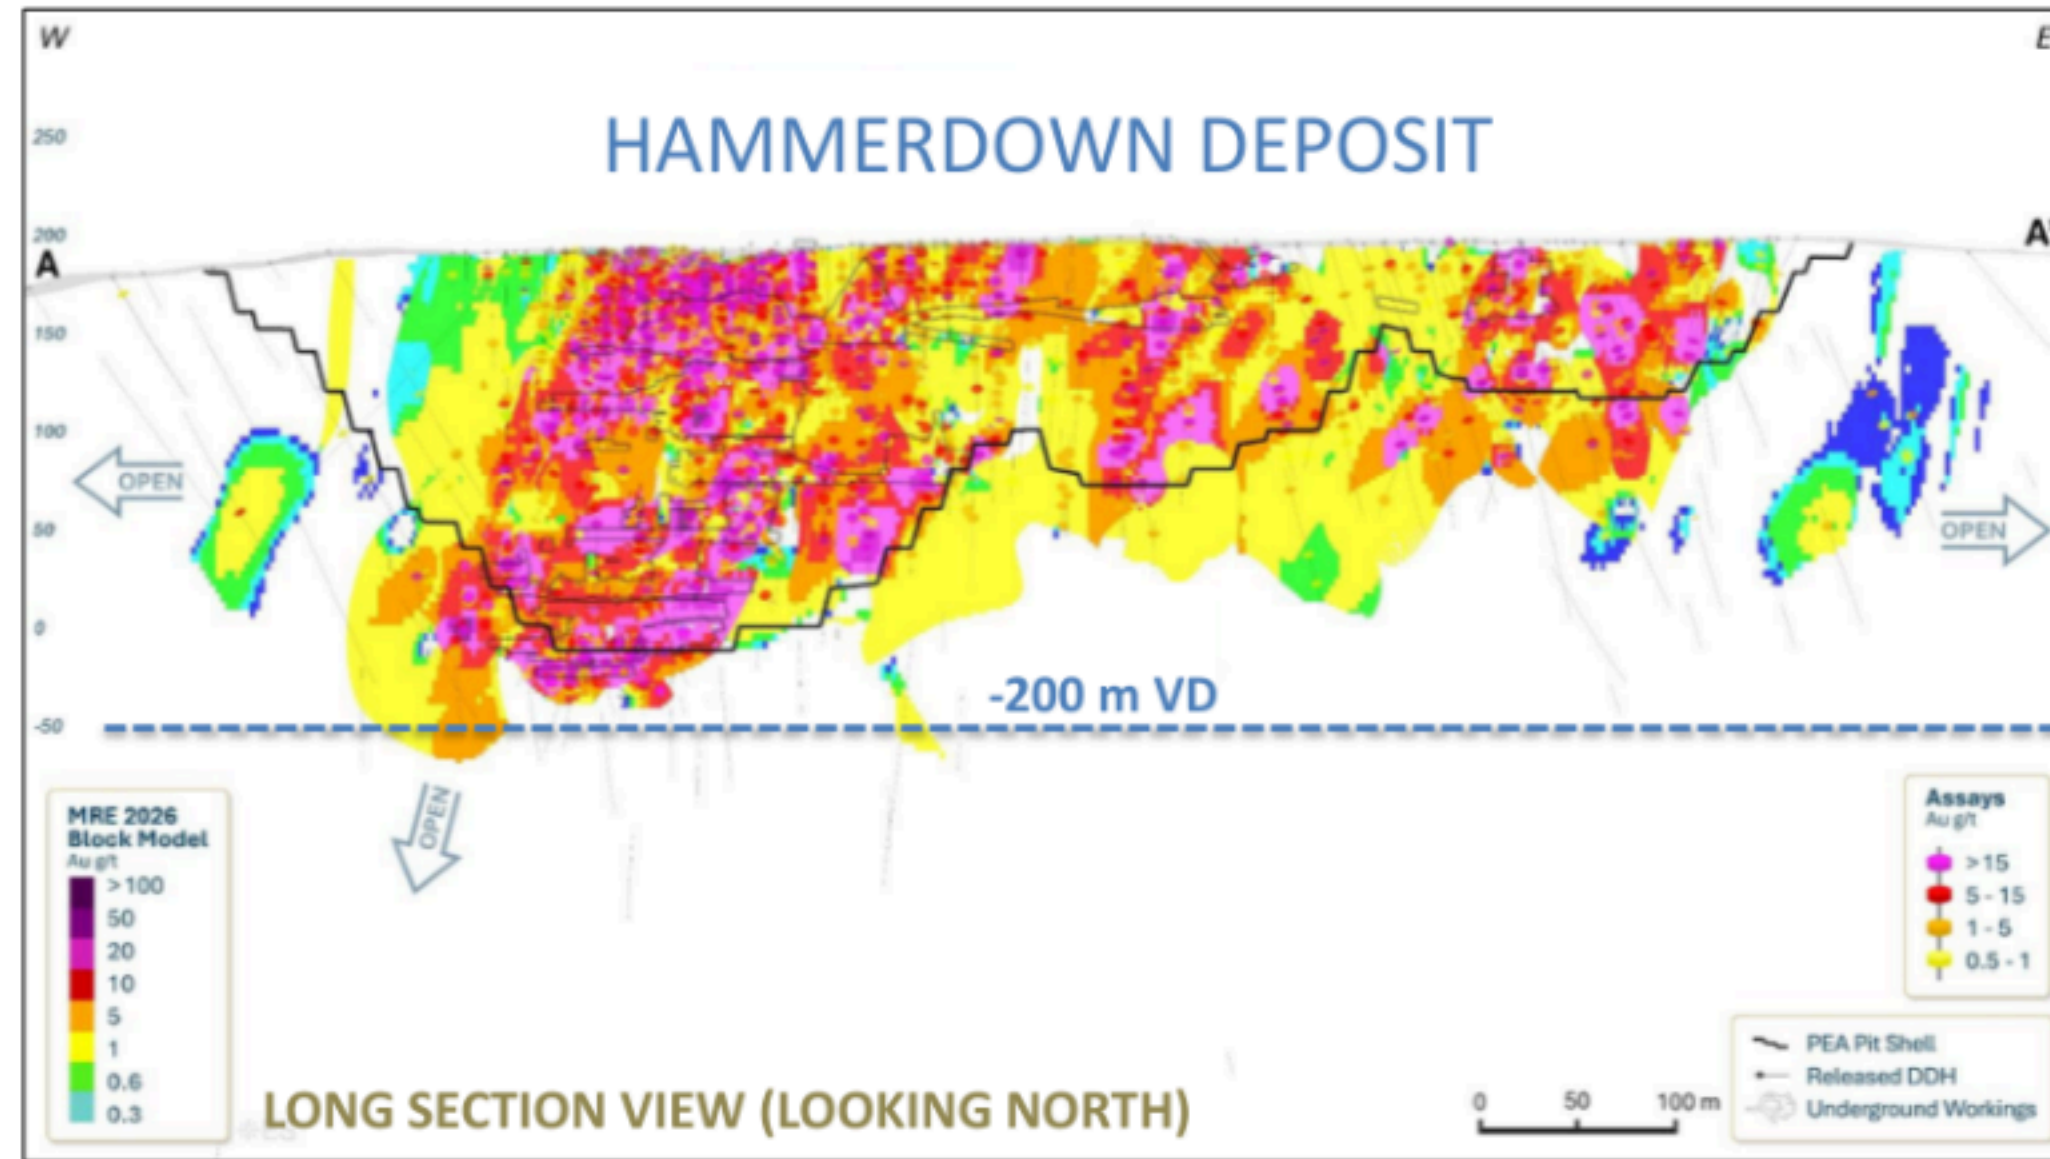 W
E
HAMMERDOWN DEPOSIT
250
200
A
A'
150
100
50
0
-50
OPEN
OPEN
OPEN
-200 m VD
MRE 2026
Block Model
Au g/t
>100
50
20
10
5
1
0.6
0.3
LONG SECTION VIEW (LOOKING NORTH)
0 50 100 m
Assays
Au g/t
>15
5 - 15
1 - 5
0.5 - 1
PEA Pit Shell
Released DDH
Underground Workings